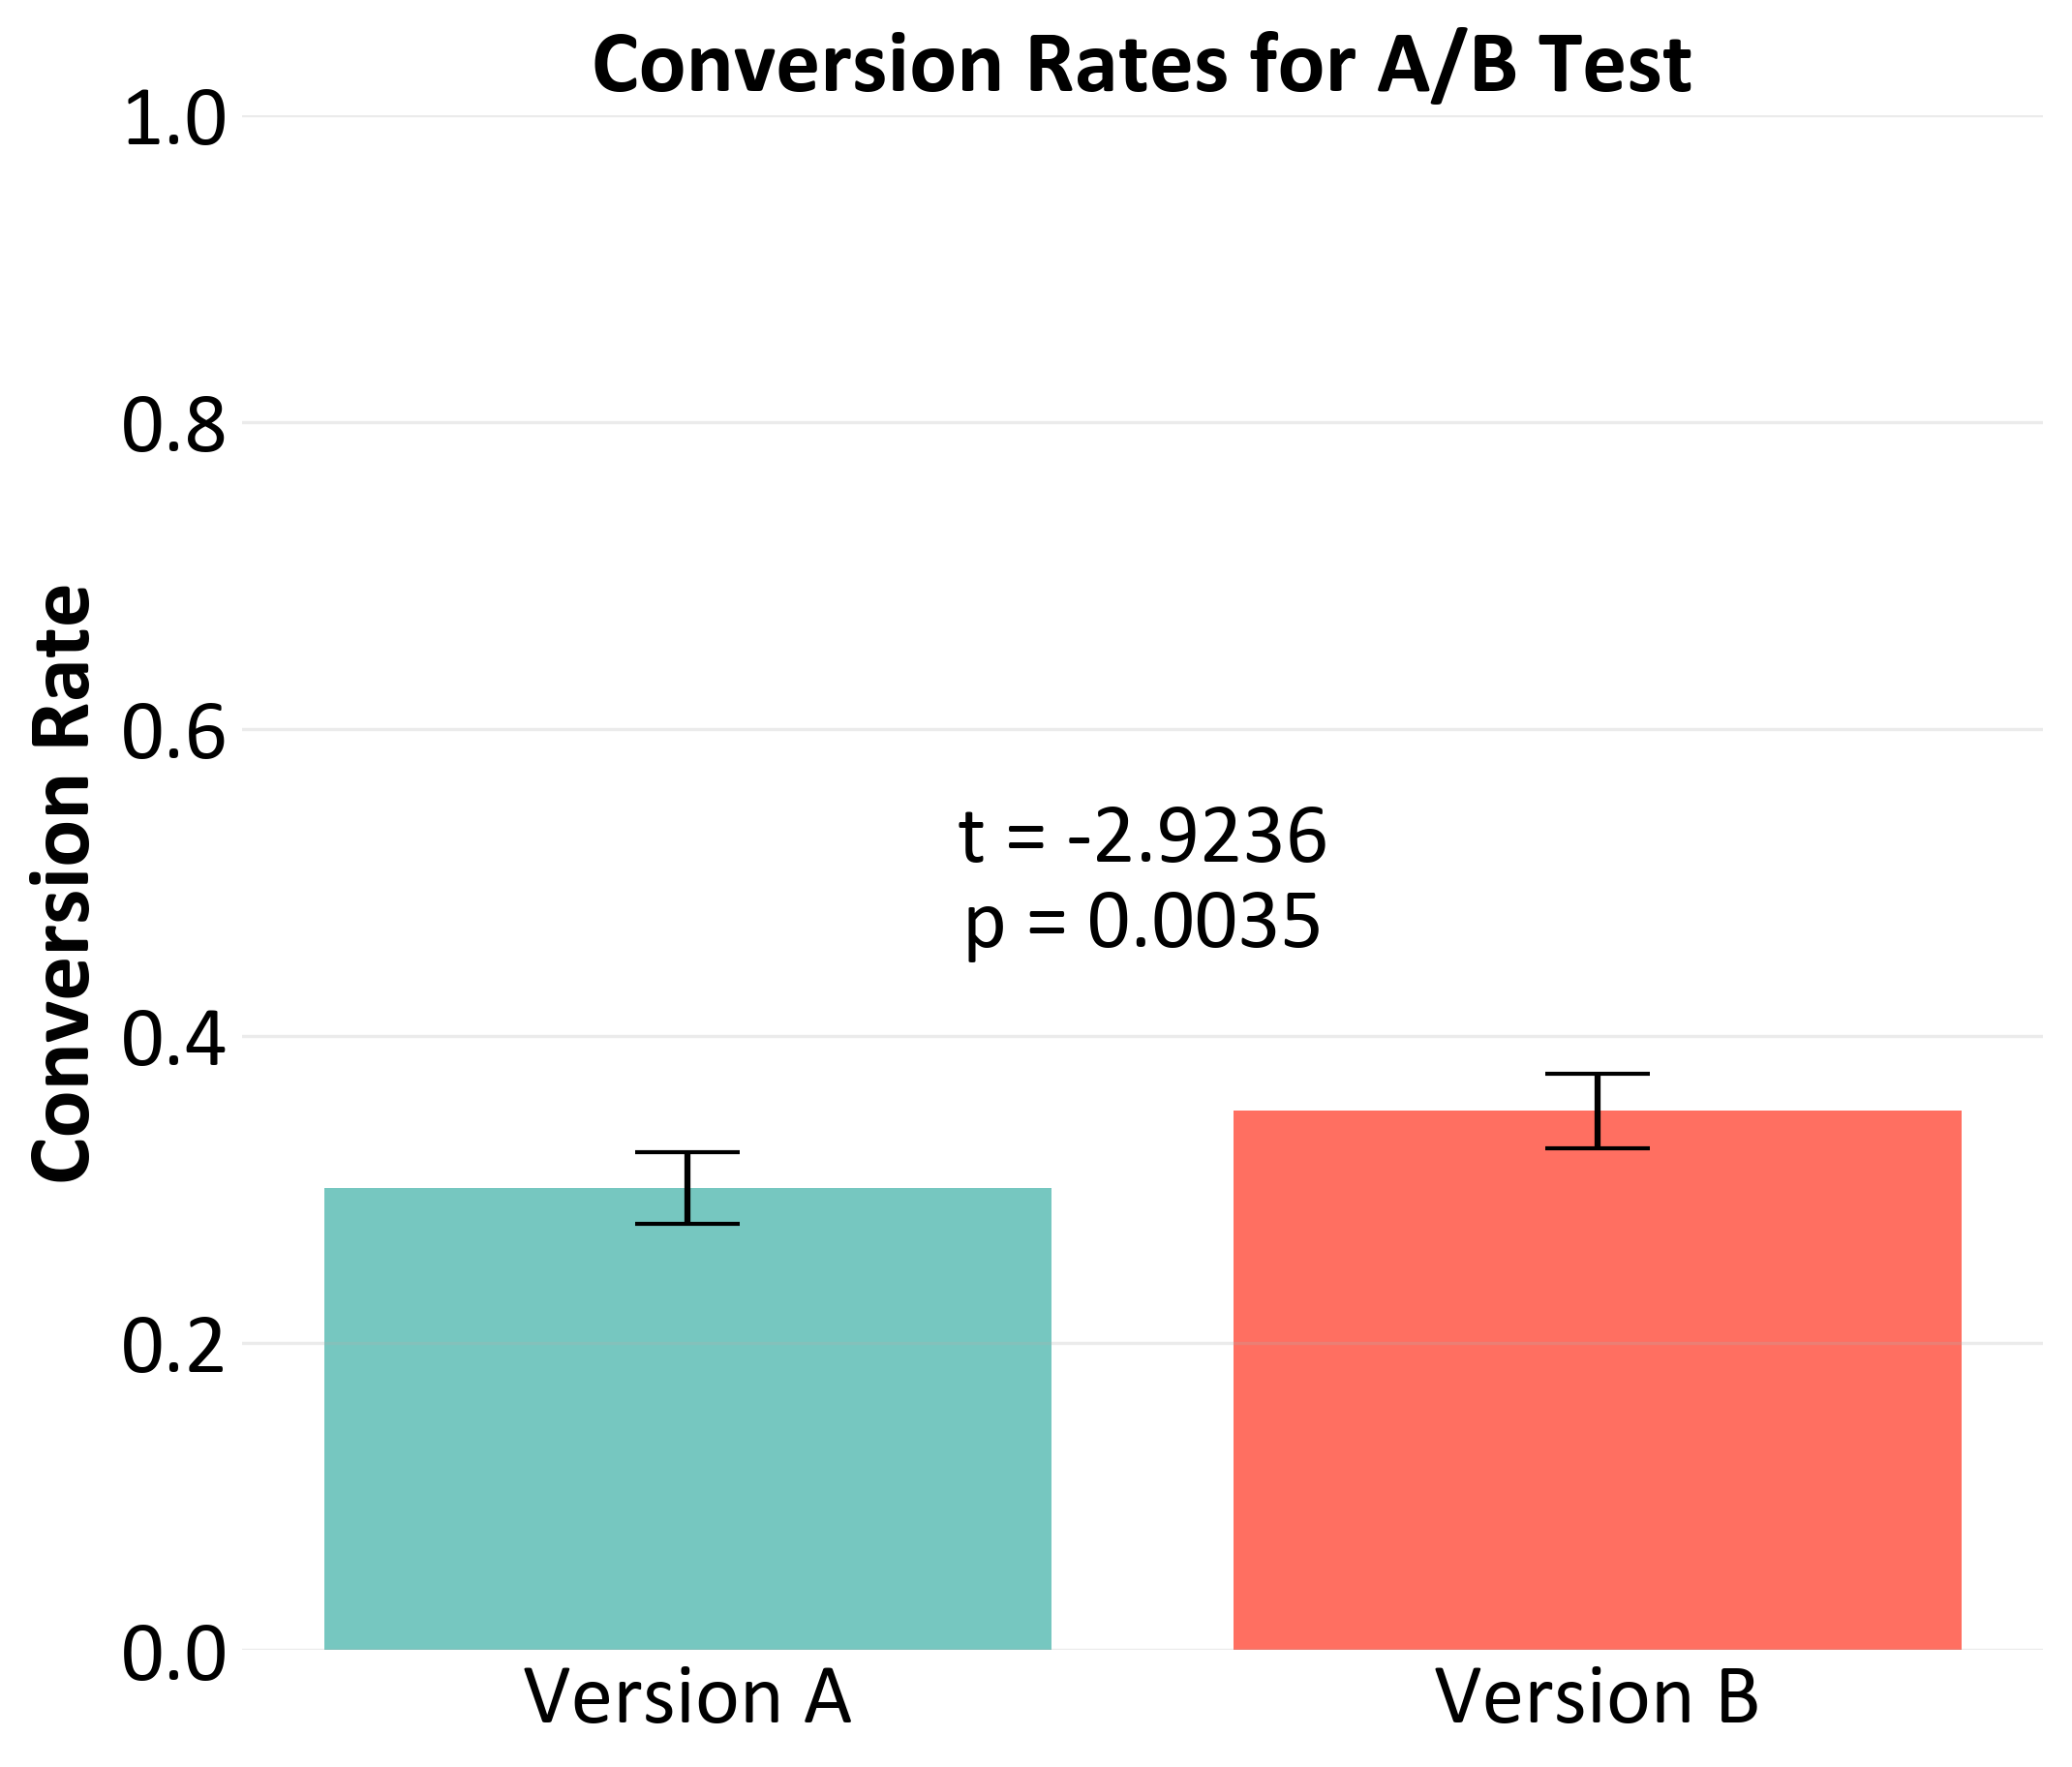 Conversion Rates for A/B Test
1.0
0.8
0.6
0.4
0.2
0.0
Conversion Rate
t = -2.9236
p = 0.0035
Version A
Version B